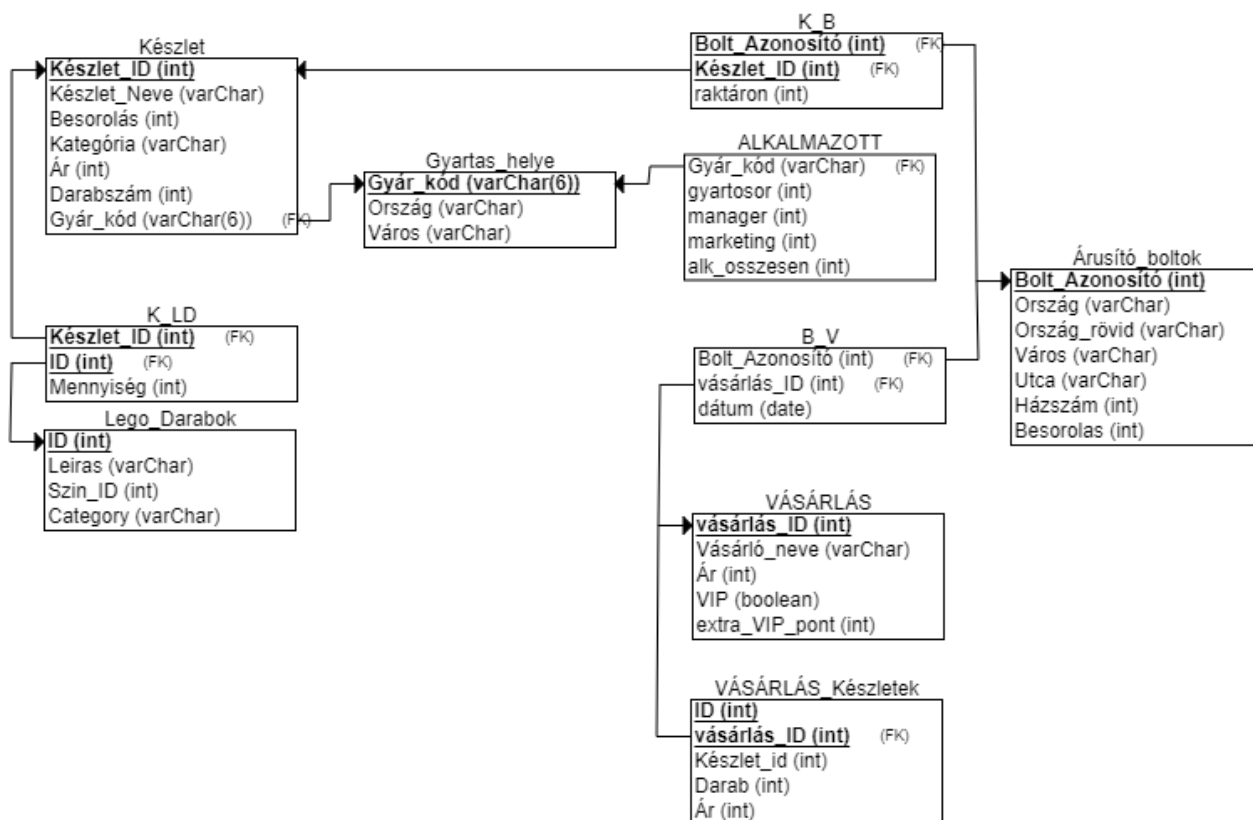 Készlet
Készlet_ID (int)
Készlet_Neve (varChar)
Besorolás (int)
Kategória (varChar)
Ár (int)
Darabszám (int)
Gyár_kód (varChar(6)) (FK)
K_LD
Készlet_ID (int) (FK)
ID (int) (FK)
Mennyiség (int)
Lego_Darabok
ID (int)
Leiras (varChar)
Szin_ID (int)
Category (varChar)
Gyartas_helye
Gyár_kód (varChar(6))
Ország (varChar)
Város (varChar)
K_B
Bolt_Azonosító (int) (FK)
Készlet_ID (int) (FK)
raktáron (int)
ALKALMAZOTT
Gyár_kód (varChar) (FK)
gyartosor (int)
manager (int)
marketing (int)
alk_osszesen (int)
B_V
Bolt_Azonosító (int) (FK)
vásárlás_ID (int) (FK)
dátum (date)
VÁSÁRLÁS
vásárlás_ID (int)
Vásárló_neve (varChar)
Ár (int)
VIP (boolean)
extra_VIP_pont (int)
VÁSÁRLÁS_Készletek
ID (int)
vásárlás_ID (int) (FK)
Készlet_id (int)
Darab (int)
Ár (int)
Árusító_boltok
Bolt_Azonosító (int)
Ország (varChar)
Ország_rövid (varChar)
Város (varChar)
Utca (varChar)
Házszám (int)
Besorolas (int)